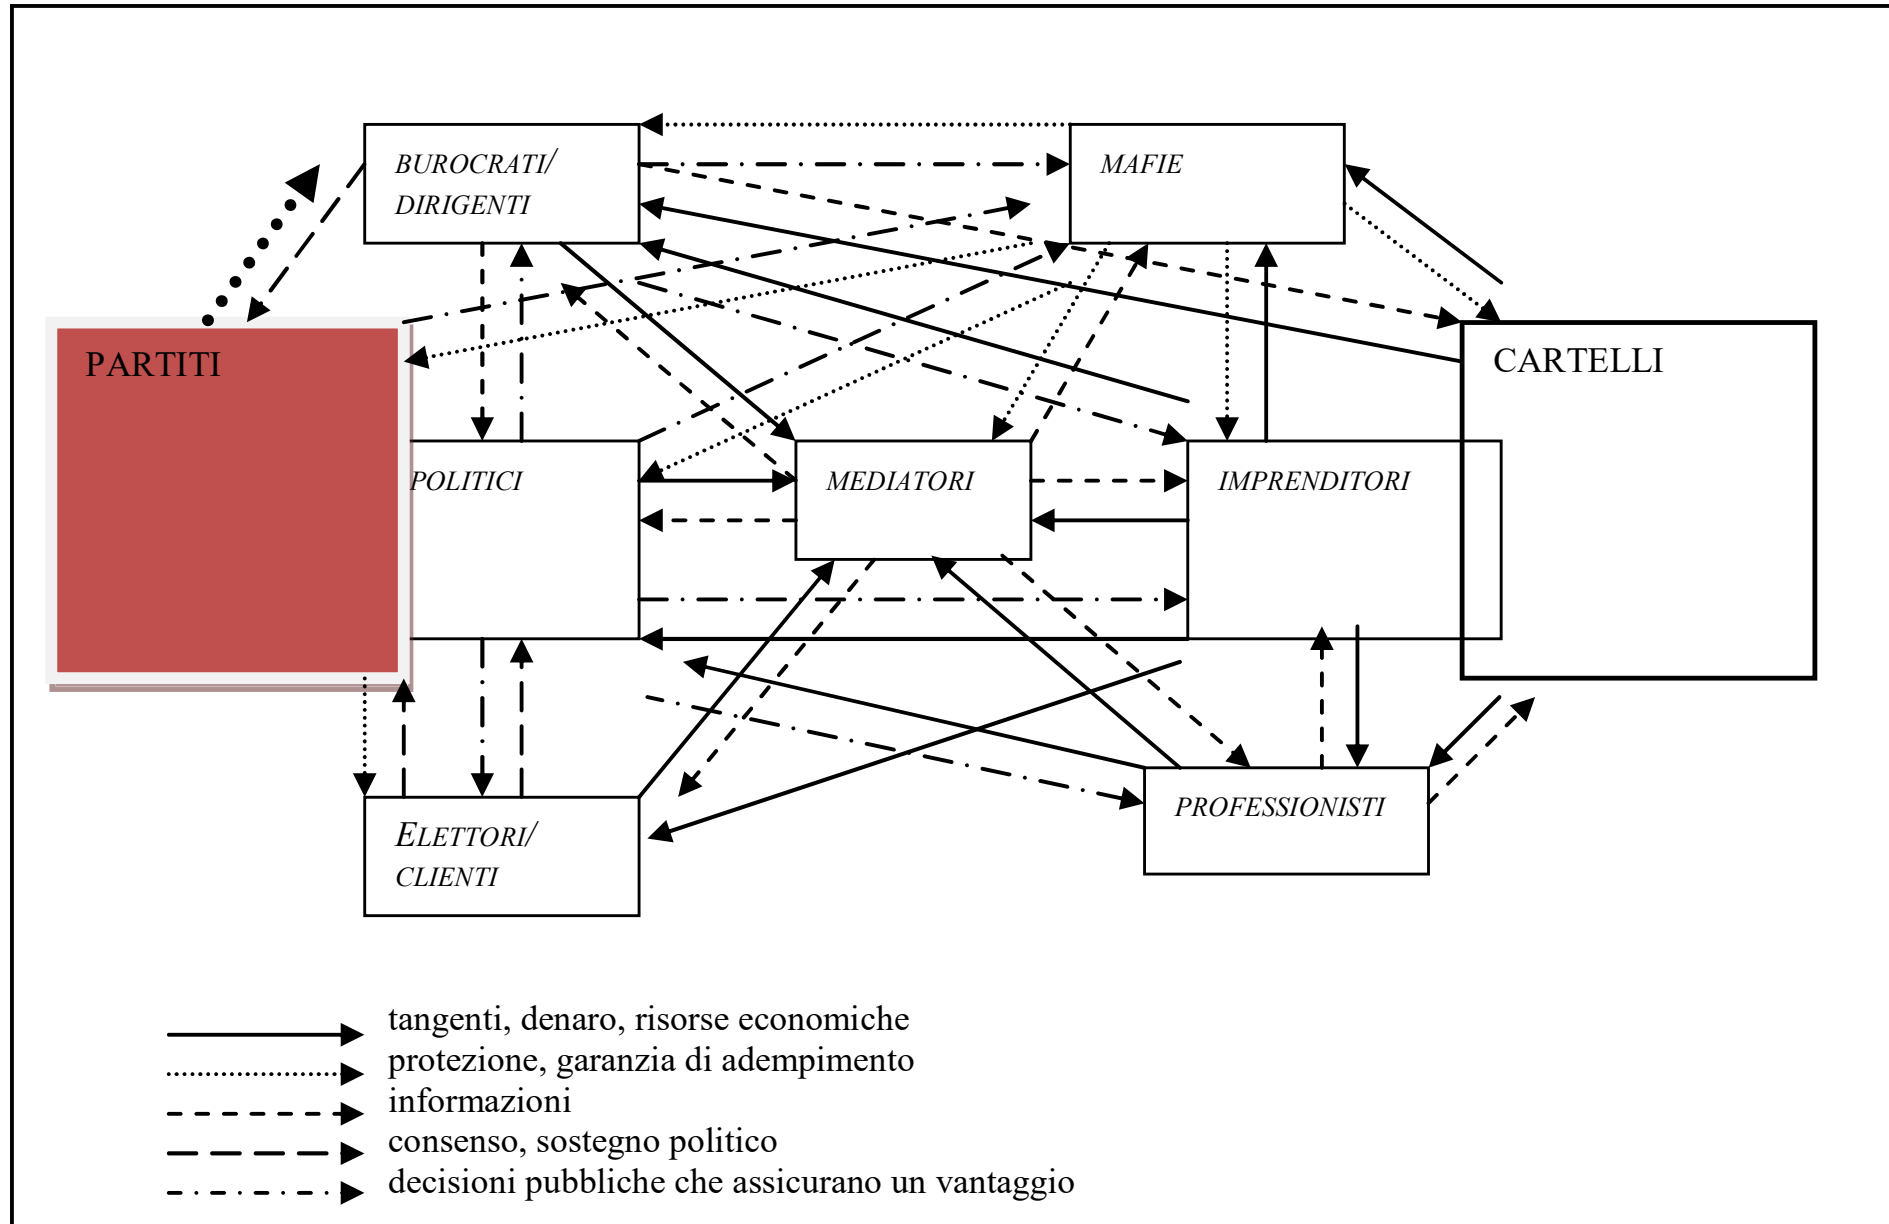 BUROCRATI/
DIRIGENTI
MAFIE
PARTITI
CARTELLI
POLITICI
MEDIATORI
IMPRENDITORI
ELETTORI/
CLIENTI
PROFESSIONISTI
tangenti, denaro, risorse economiche
protezione, garanzia di adempimento
informazioni
consenso, sostegno politico
decisioni pubbliche che assicurano un vantaggio